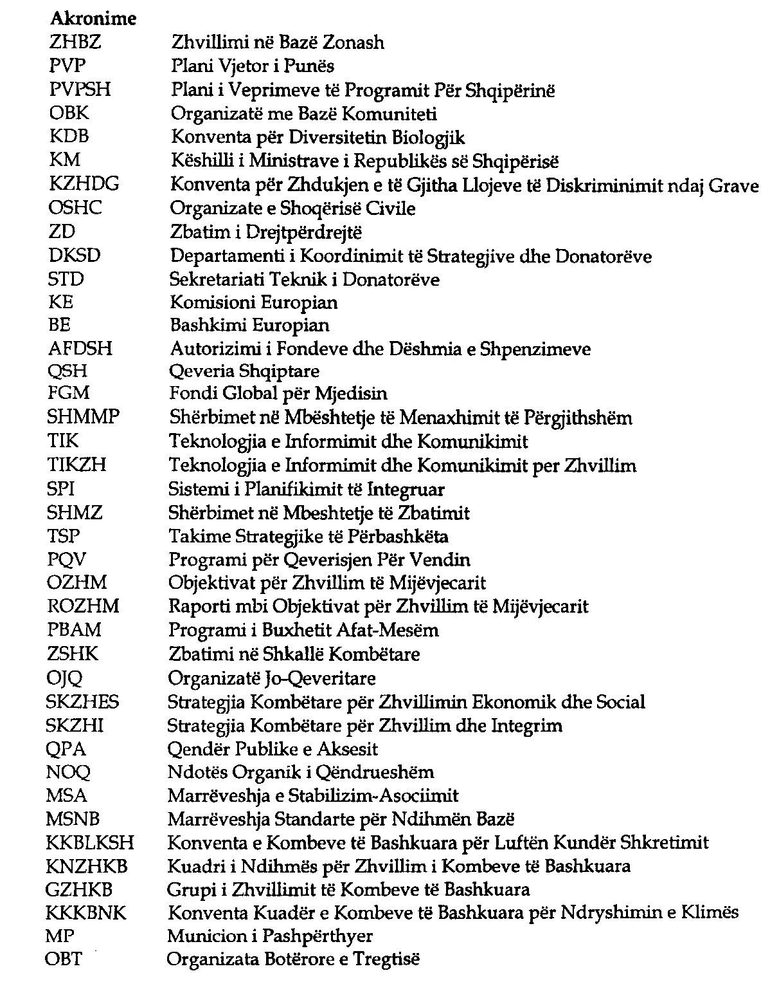 Akronime
ZHBZ Zhvillimi në Bazë Zonash
PVP Plani Vjetor i Punës
PVPSH Plani i Veprimeve të Programit Për Shqipërinë
OBK Organizatë me Bazë Komuniteti
KDB Konventa për Diversitetin Biologjik
KM Këshilli i Ministrave i Republikës së Shqipërisë
KZHDG Konventa për Zhdukjen e të Gjitha Llojeve të Diskriminimit ndaj Grave
OSHC Organizate e Shoqërisë Civile
ZD Zbatim i Drejtpërdrejtë
DKSD Departamenti i Koordinimit të Strategjive dhe Donatorëve
STD Sekretariati Teknik i Donatorëve
KE Komisioni Europian
BE Bashkimi Europian
AFDSH Autorizimi i Fondeve dhe Dëshmia e Shpenzimeve
QSH Qeveria Shqiptare
FGM Fondi Global për Mjedisin
SHMMP Shërbimet në Mbështetje të Menaxhimit të Përgjithshëm
TIK Teknologjia e Informimit dhe Komunikimit
TIKZH Teknologjia e Informimit dhe Komunikimit per Zhvillim
SPI Sistemi i Planifikimit të Integruar
SHMZ Shërbimet në Mbeshtetje të Zbatimit
TSP Takime Strategjike të Përbashkëta
PQV Programi për Qeverisjen Për Vendin
OZHM Objektivat për Zhvillim të Mijëvjecarit
ROZHM Raporti mbi Objektivat për Zhvillim të Mijëvjecarit
PBAM Programi i Buxhetit Afat-Mesëm
ZSHK Zbatimi në Shkallë Kombëtare
OJQ Organizatë Jo-Qeveritare
SKZHES Strategjia Kombëtare për Zhvillimin Ekonomik dhe Social
SKZHI Strategjia Kombëtare për Zhvillim dhe Integrim
QPA Qendër Publike e Aksesit
NOQ Ndotës Organik i Qëndrueshëm
MSA Marrëveshja e Stabilizim-Asociimit
MSNB Marrëveshja Standarte për Ndihmën Bazë
KKBLKSH Konventa e Kombeve të Bashkuara për Luftën Kundër Shkretimit
KNZHKB Kuadri i Ndihmës për Zhvillim i Kombeve të Bashkuara
GZHKB Grupi i Zhvillimit të Kombeve të Bashkuara
KKKBNK Konventa Kuadër e Kombeve të Bashkuara për Ndryshimin e Klimës
MP Municion i Pashpërthyer
OBT Organizata Botërore e Tregtisë